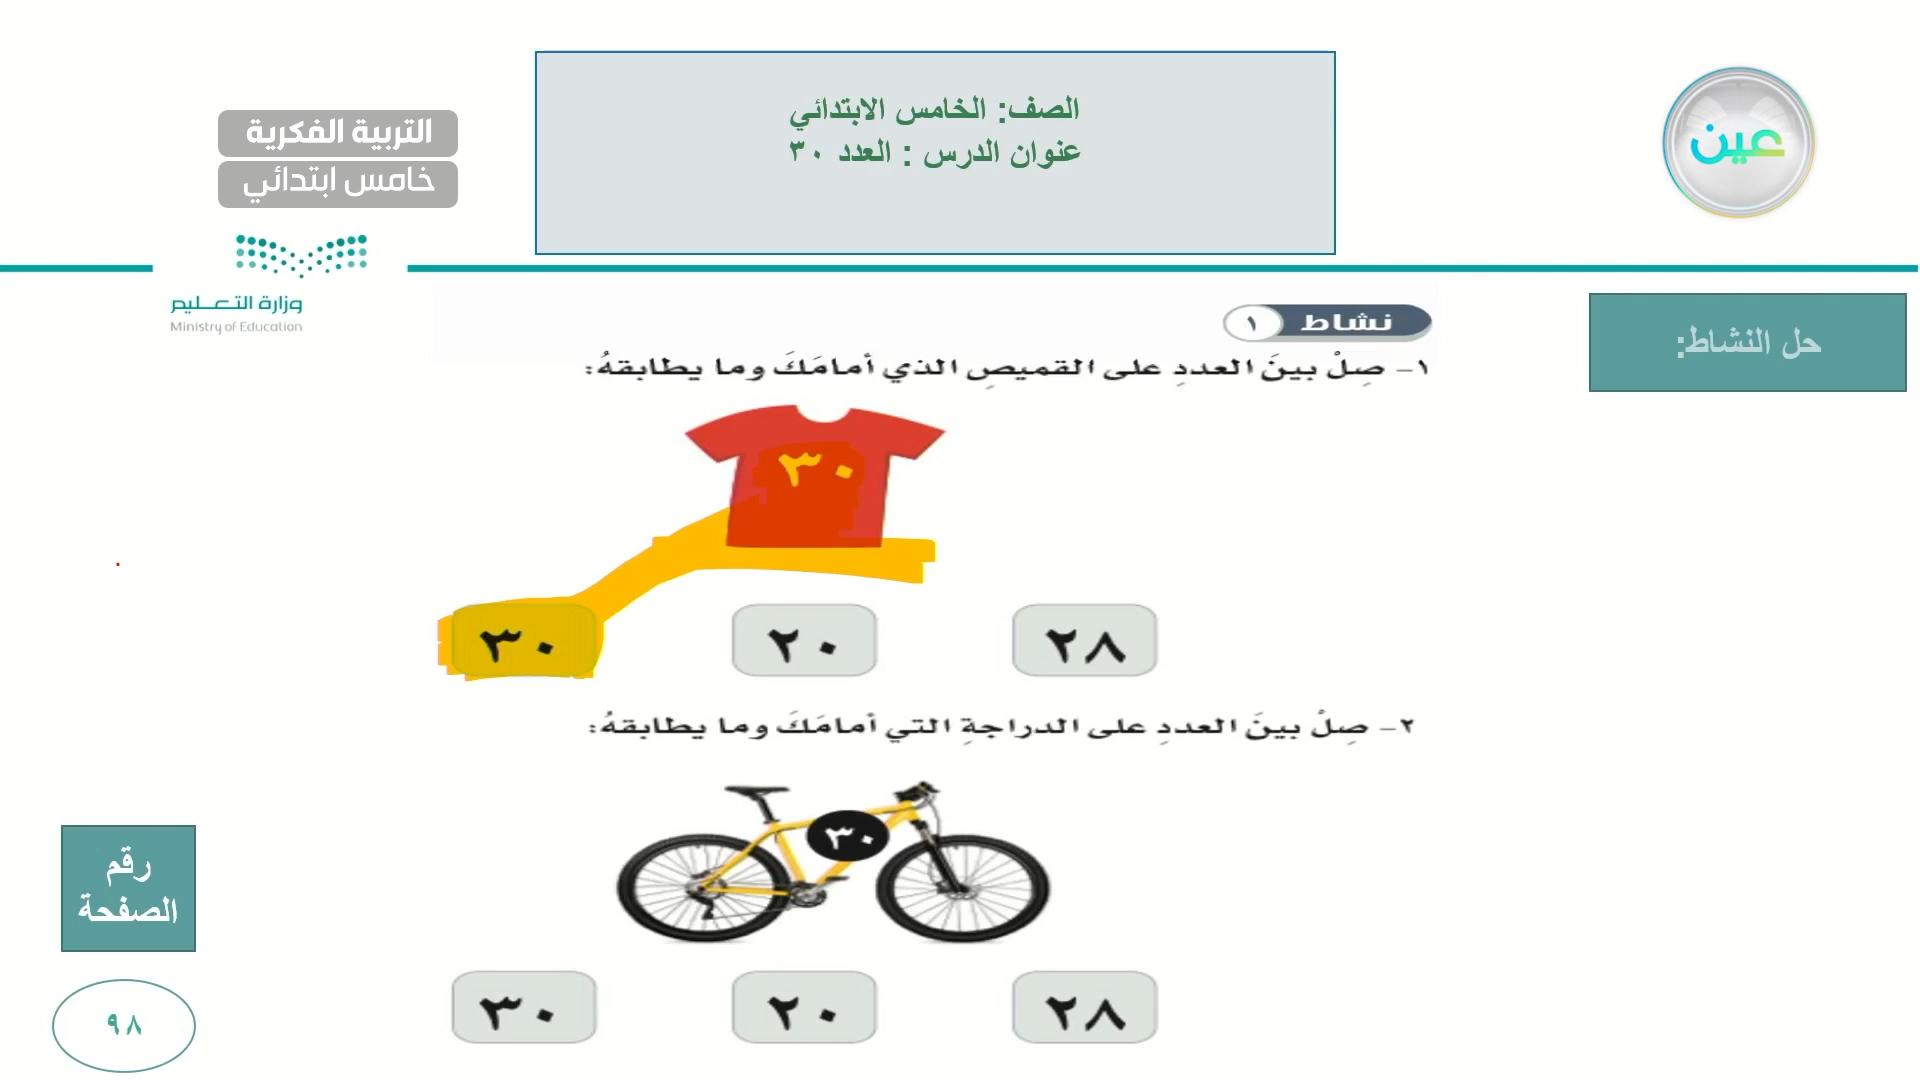 الصف: الخامس الابتدائي
عنوان الدرس : العدد ٣٠
عين
التربية الفكرية
خامس ابتدائي
وزارة التعليم
Ministry of Education
حل النشاط:
نشاط ١
١- صِلْ بينَ العددِ على القميصِ الذي أمامَكَ وما يطابقهُ:
٣٠
٢٨ ٢٠ ٣٠
٢- صِلْ بينَ العددِ على الدراجةِ التي أمامَكَ وما يطابقهُ:
٣٠
٢٨ ٢٠ ٣٠
رقم
الصفحة
٩٨